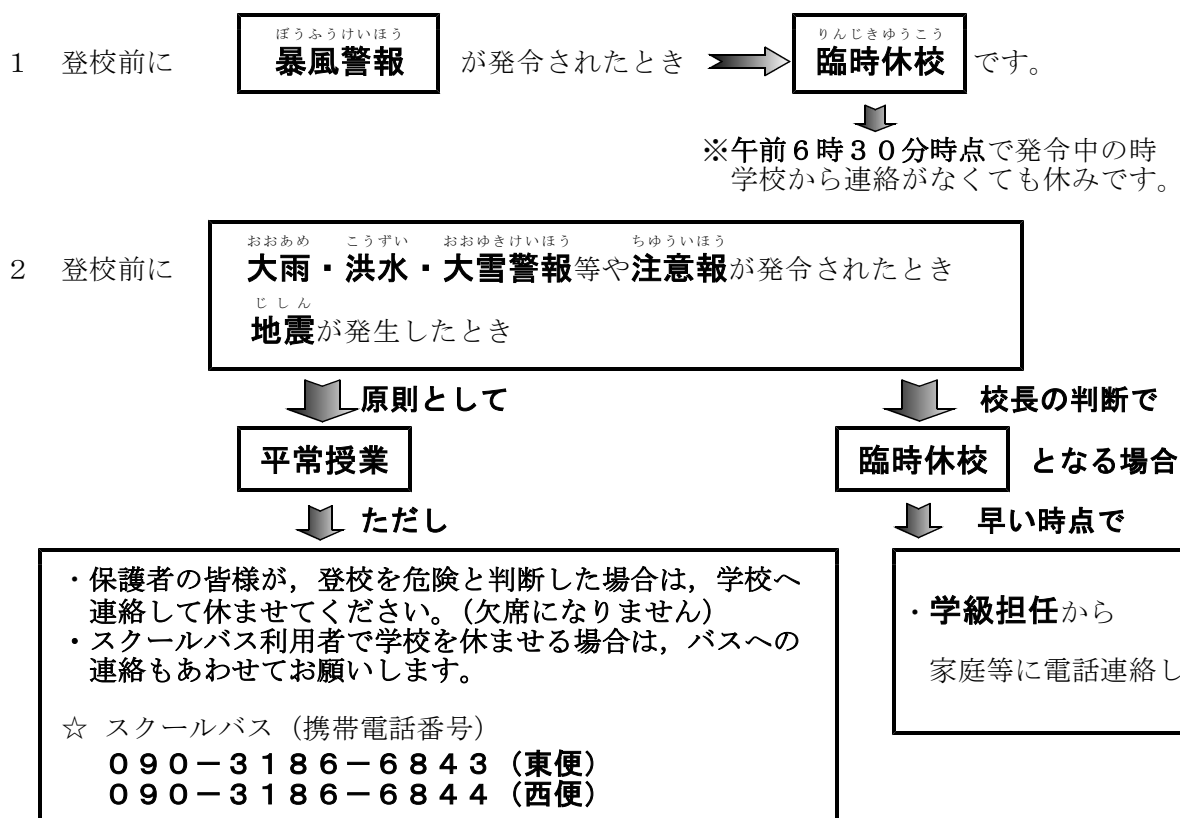 ぼうふうけいほう りんじきゆうこう
1 登校前に 暴風警報 が発令されたとき 臨時休校 です。
※午前6時30分時点で発令中の時
学校から連絡がなくても休みです。
おおあめ こうずい おおゆきけいほう ちゆういほう
2 登校前に 大雨・洪水・大雪警報等や注意報が発令されたとき
じしん
地震が発生したとき
原則として 校長の判断で
平常授業 臨時休校 となる場合
ただし 早い時点で
・保護者の皆様が,登校を危険と判断した場合は,学校へ
連絡して休ませてください。(欠席になりません)
・スクールバス利用者で学校を休ませる場合は,バスへの
連絡もあわせてお願いします。
☆ スクールバス(携帯電話番号)
090-3186-6843(東便)
090-3186-6844(西便)
・学級担任から
家庭等に電話連絡し